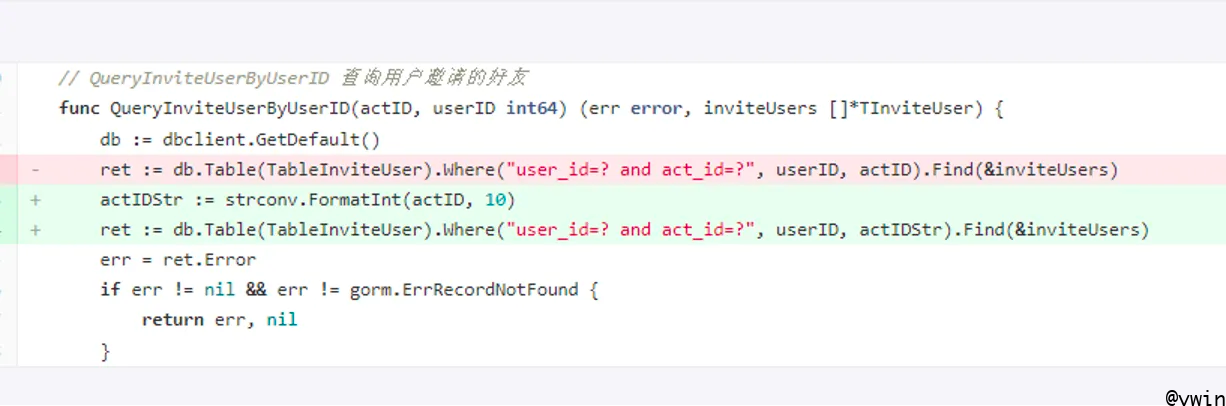 // QueryInviteUserByUserID 查询用户邀请的好友
func QueryInviteUserByUserID(actID, userID int64) (err error, inviteUsers []*TInviteUser) {
db := dbclient.GetDefault()
- ret := db.Table(TableInviteUser).Where("user_id=? and act_id=?", userID, actID).Find(&inviteUsers)
+ actIDStr := strconv.FormatInt(actID, 10)
+ ret := db.Table(TableInviteUser).Where("user_id=? and act_id=?", userID, actIDStr).Find(&inviteUsers)
err = ret.Error
if err != nil && err != gorm.ErrRecordNotFound {
return err, nil
}
@vwin